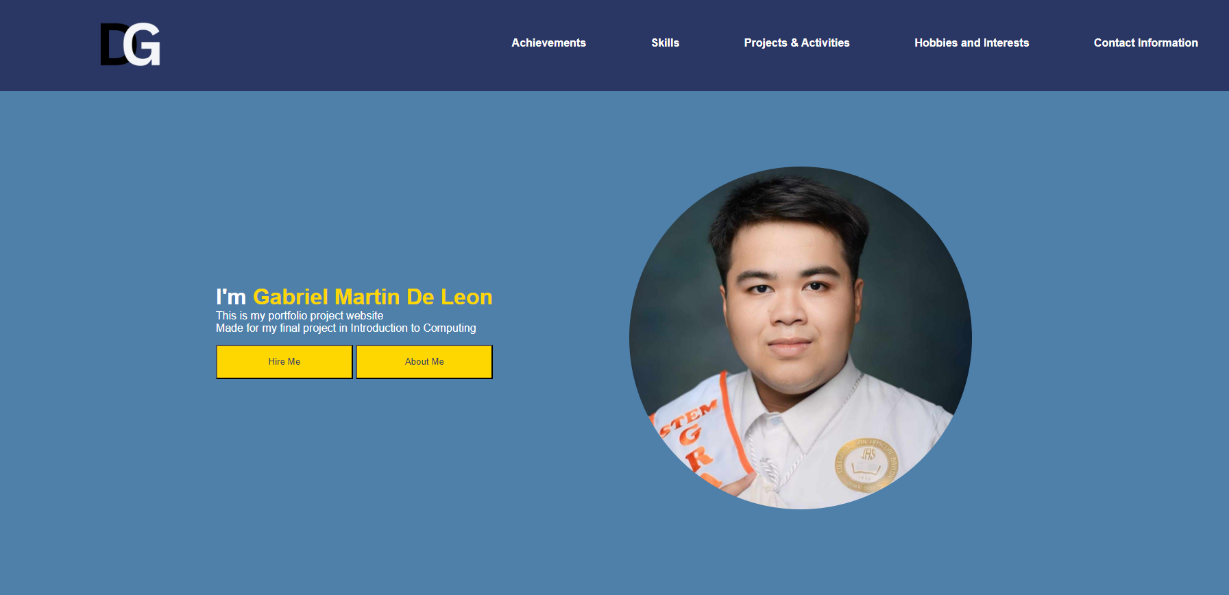 DG
Achievements Skills Projects & Activities Hobbies and Interests Contact Information
I'm Gabriel Martin De Leon
This is my portfolio project website
Made for my final project in Introduction to Computing
Hire Me About Me
STEM
G
R